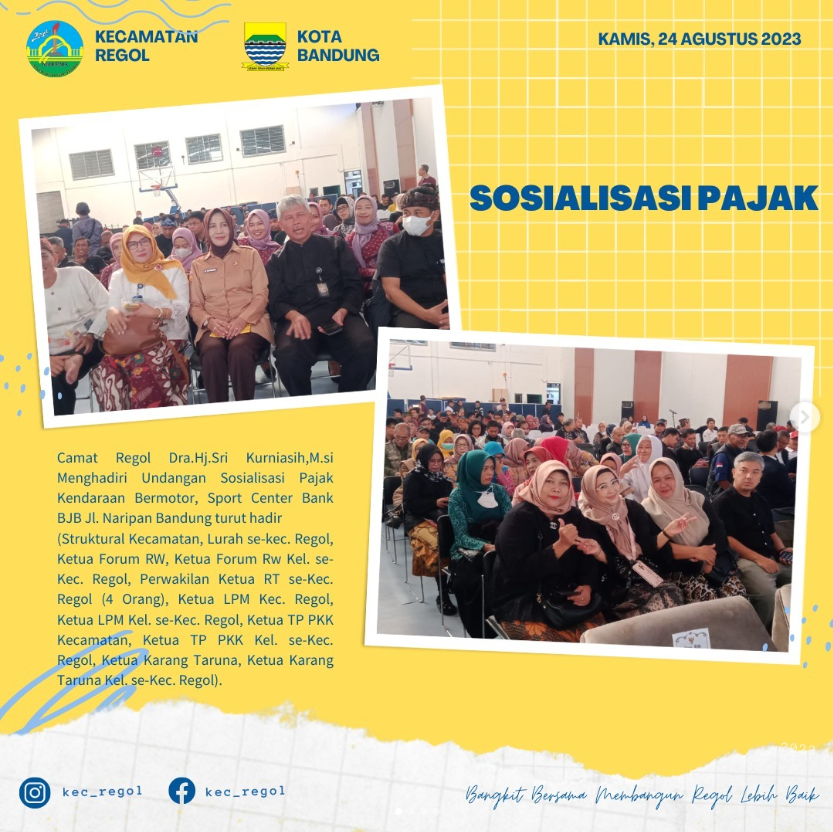 KECAMATAN
REGOL
KOTA
BANDUNG
KAMIS, 24 AGUSTUS 2023
SOSIALISASI PAJAK
Camat Regol Dra.Hj.Sri Kurniasih,M.si
Menghadiri Undangan Sosialisasi Pajak
Kendaraan Bermotor, Sport Center Bank
BJB Jl. Naripan Bandung turut hadir
(Struktural Kecamatan, Lurah se-kec. Regol,
Ketua Forum RW, Ketua Forum Rw Kel. se-
Kec. Regol, Perwakilan Ketua RT se-Kec.
Regol (4 Orang), Ketua LPM Kec. Regol,
Ketua LPM Kel. se-Kec. Regol, Ketua TP PKK
Kecamatan, Ketua TP PKK Kel. se-Kec.
Regol, Ketua Karang Taruna, Ketua Karang
Taruna Kel. se-Kec. Regol).
kec_regol
kec_regol
Bangkit Bersama Membangun Regol Lebih Baik